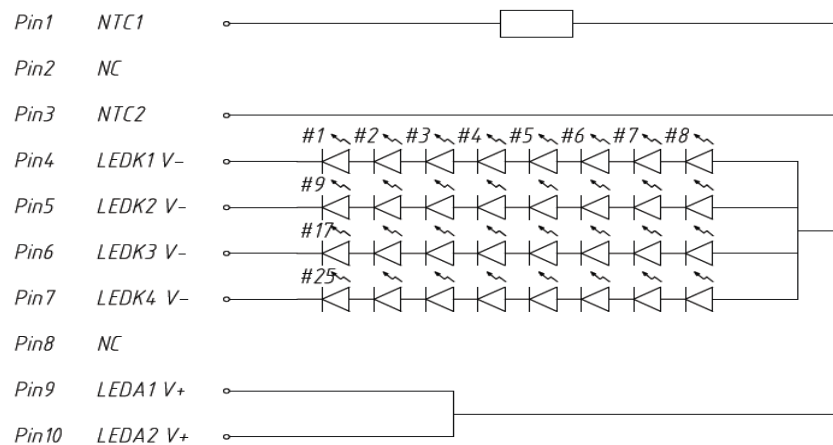 Pin1 NTC1
Pin2 NC
Pin3 NTC2
#1 #2 #3 #4 #5 #6 #7 #8
Pin4 LEDK1 V-
#9
Pin5 LEDK2 V-
#17
Pin6 LEDK3 V-
#25
Pin7 LEDK4 V-
Pin8 NC
Pin9 LEDA1 V+
Pin10 LEDA2 V+